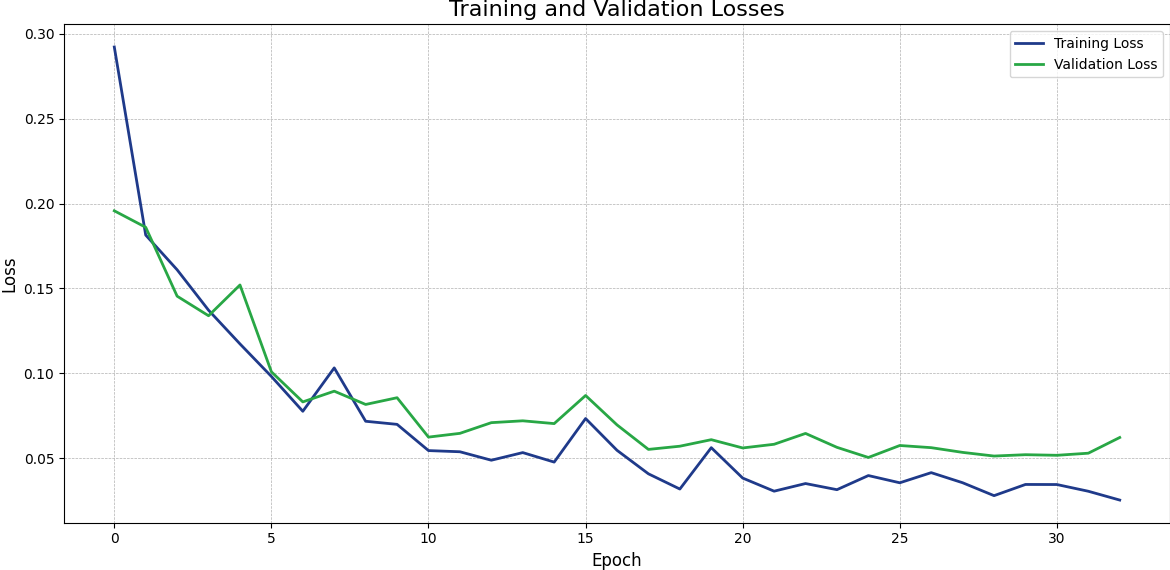 Training and Validation Losses
Training Loss
Validation Loss
0.30
0.25
0.20
0.15
0.10
0.05
Loss
0 5 10 15 20 25 30
Epoch